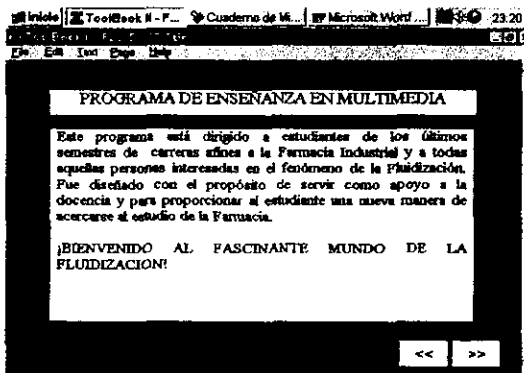 Inicio ToolBook II - F... Cuaderno de Vi... Microsoft Word ... 23:20
File Edit Text Page Help
PROGRAMA DE ENSEÑANZA EN MULTIMEDIA
Este programa está dirigido a estudiantes de los últimos
semestres de carreras afines a la Farmacia Industrial y a todas
aquellas personas interesadas en el fenómeno de la Fluidización.
Fue diseñado con el propósito de servir como apoyo a la
docencia y para proporcionar al estudiante una nueva manera de
acercarse al estudio de la Farmacia.
¡BIENVENIDO AL FASCINANTE MUNDO DE LA
FLUIDIZACION!
<< >>